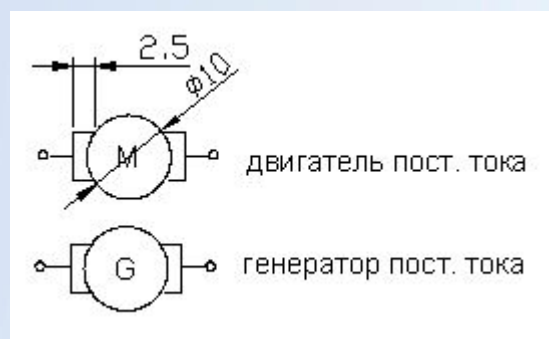 2.5
ф10
M
двигатель пост. тока
G
генератор пост. тока